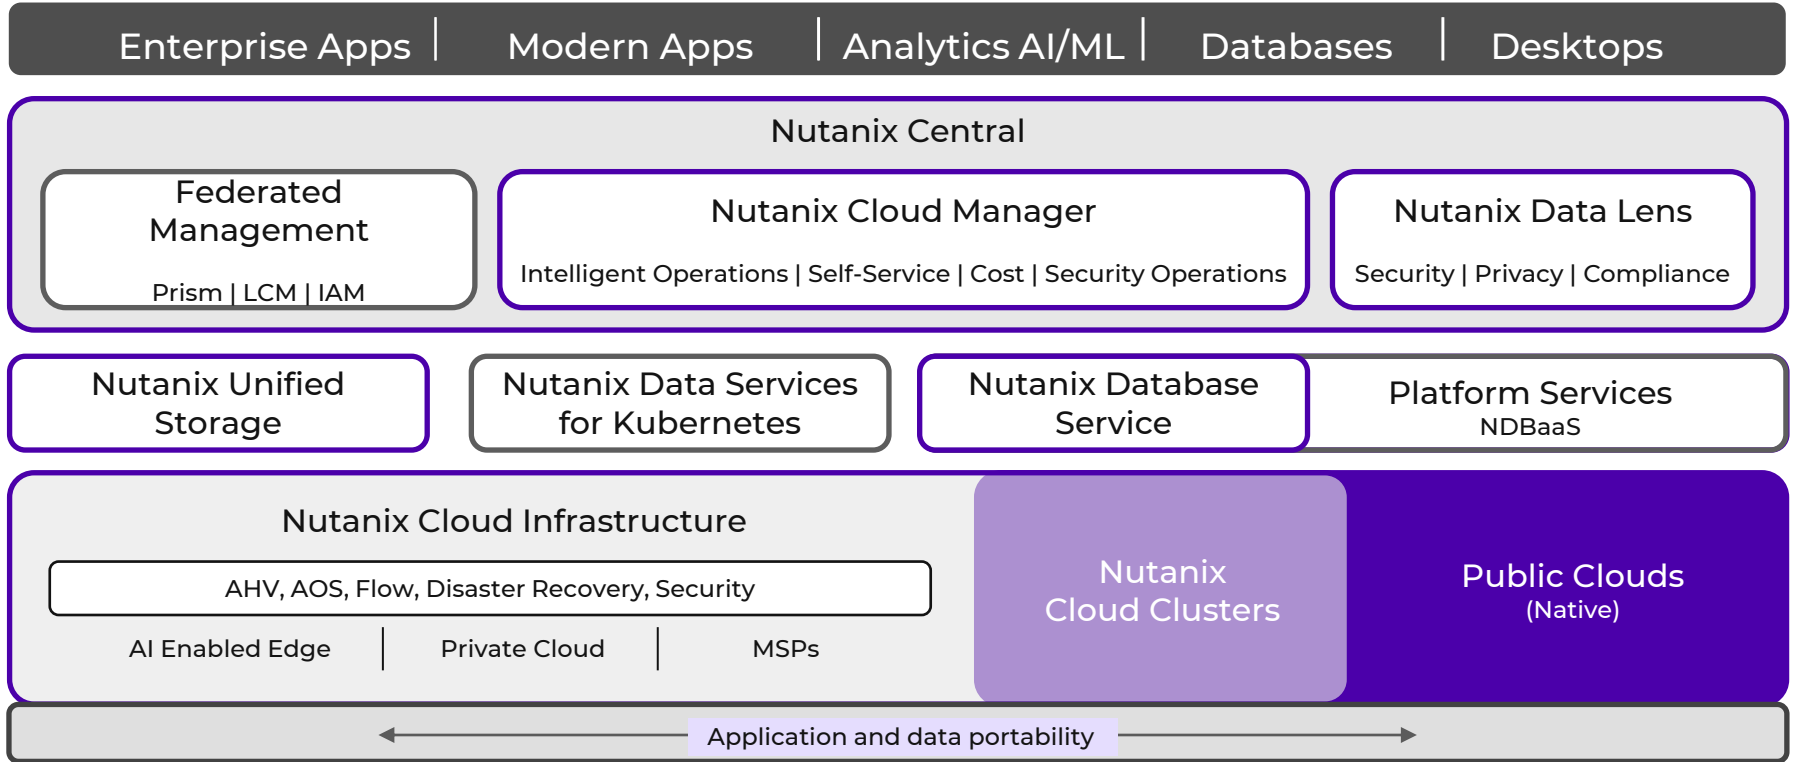 Enterprise Apps | Modern Apps | Analytics AI/ML | Databases | Desktops
Nutanix Central
Federated
Management
Prism | LCM | IAM
Nutanix Cloud Manager
Intelligent Operations | Self-Service | Cost | Security Operations
Nutanix Data Lens
Security | Privacy | Compliance
Nutanix Unified
Storage
Nutanix Data Services
for Kubernetes
Nutanix Database
Service
Platform Services
NDBaaS
Nutanix Cloud Infrastructure
AHV, AOS, Flow, Disaster Recovery, Security
AI Enabled Edge | Private Cloud | MSPs
Nutanix
Cloud Clusters
Public Clouds
(Native)
Application and data portability